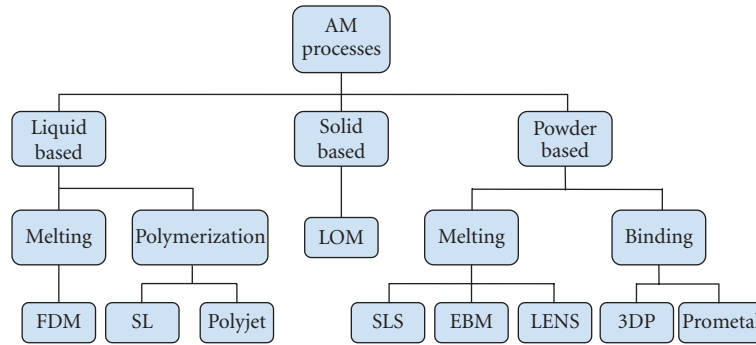 AM
processes
Liquid
based
Solid
based
Powder
based
Melting
Polymerization
LOM
Melting
Binding
FDM
SL
Polyjet
SLS
EBM
LENS
3DP
Prometal